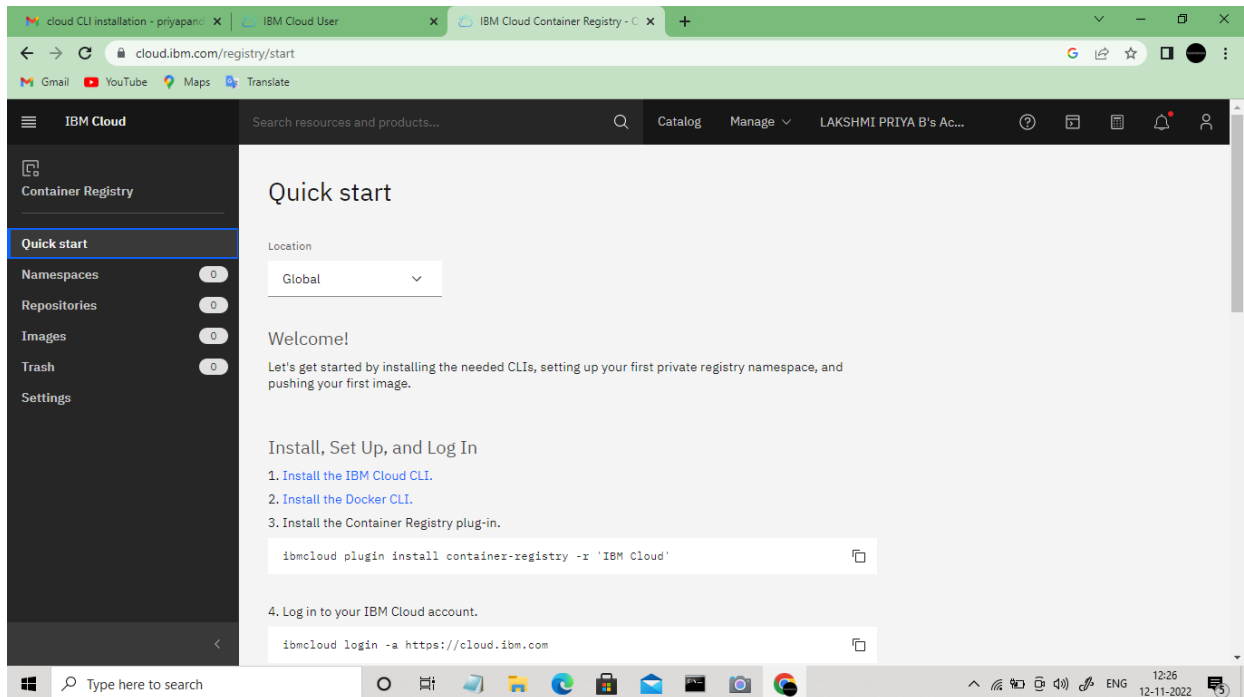 cloud CLI installation - priyapand
IBM Cloud User
IBM Cloud Container Registry - C
cloud.ibm.com/registry/start
Gmail
YouTube
Maps
Translate
IBM Cloud
Search resources and products...
Catalog
Manage
LAKSHMI PRIYA B's Ac...
Container Registry
Quick start
Namespaces 0
Repositories 0
Images 0
Trash 0
Settings
Quick start
Location
Global
Welcome!
Let's get started by installing the needed CLIs, setting up your first private registry namespace, and
pushing your first image.
Install, Set Up, and Log In
1. Install the IBM Cloud CLI.
2. Install the Docker CLI.
3. Install the Container Registry plug-in.
ibmcloud plugin install container-registry -r 'IBM Cloud'
4. Log in to your IBM Cloud account.
ibmcloud login -a https://cloud.ibm.com
Type here to search
ENG
12:26
12-11-2022
5